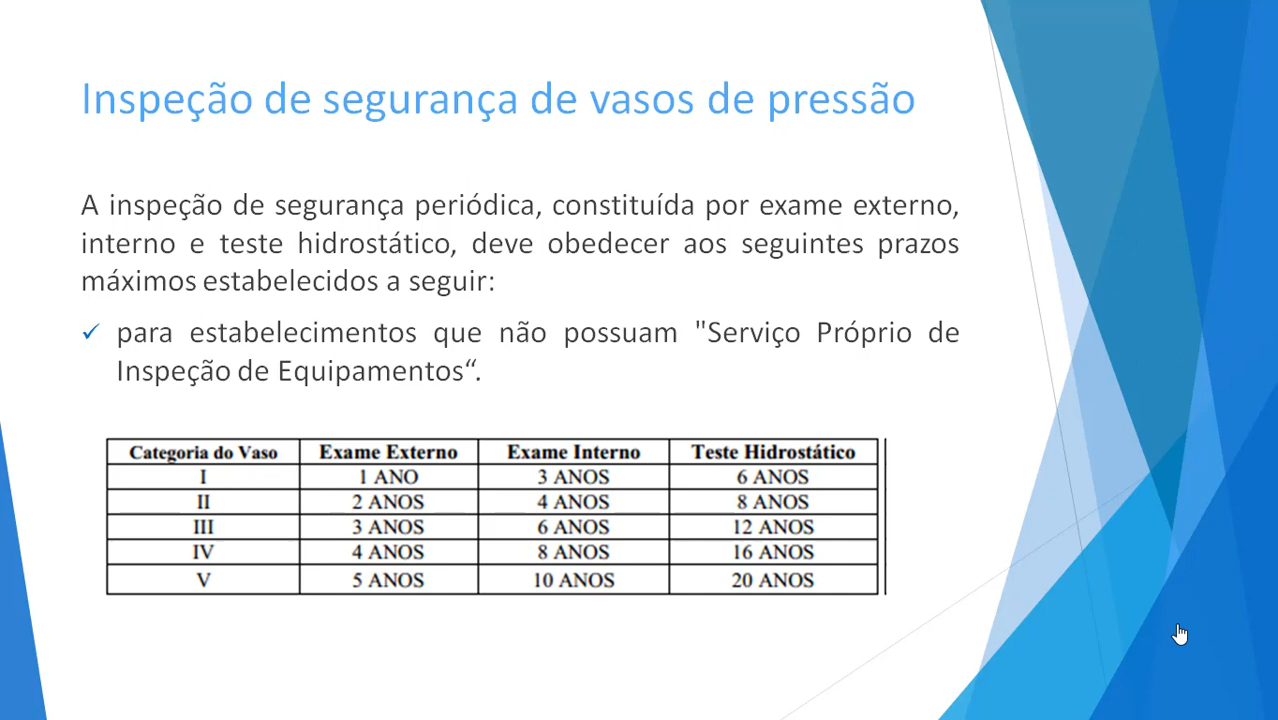 Inspeção de segurança de vasos de pressão
A inspeção de segurança periódica, constituída por exame externo,
interno e teste hidrostático, deve obedecer aos seguintes prazos
máximos estabelecidos a seguir:
✓ para estabelecimentos que não possuam "Serviço Próprio de
Inspeção de Equipamentos“.
Categoria do Vaso Exame Externo Exame Interno Teste Hidrostático
I 1 ANO 3 ANOS 6 ANOS
II 2 ANOS 4 ANOS 8 ANOS
III 3 ANOS 6 ANOS 12 ANOS
IV 4 ANOS 8 ANOS 16 ANOS
V 5 ANOS 10 ANOS 20 ANOS